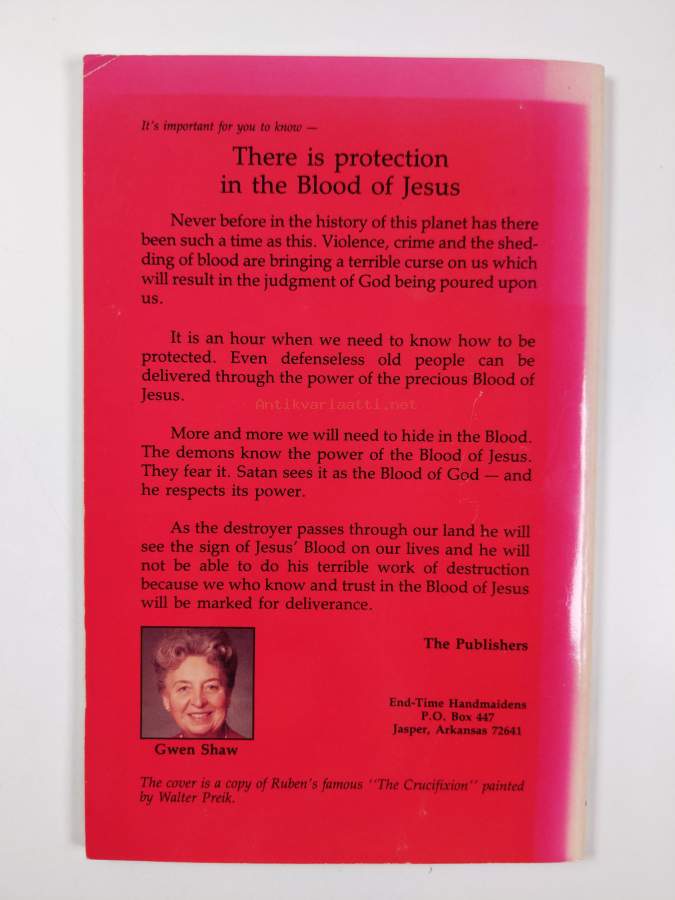 It's important for you to know —
There is protection
in the Blood of Jesus
Never before in the history of this planet has there
been such a time as this. Violence, crime and the shed-
ding of blood are bringing a terrible curse on us which
will result in the judgment of God being poured upon
us.
It is an hour when we need to know how to be
protected. Even defenseless old people can be
delivered through the power of the precious Blood of
Jesus.
Antikvariaatti.net
More and more we will need to hide in the Blood.
The demons know the power of the Blood of Jesus.
They fear it. Satan sees it as the Blood of God — and
he respects its power.
As the destroyer passes through our land he will
see the sign of Jesus' Blood on our lives and he will
not be able to do his terrible work of destruction
because we who know and trust in the Blood of Jesus
will be marked for deliverance.
The Publishers
End-Time Handmaidens
P.O. Box 447
Jasper, Arkansas 72641
Gwen Shaw
The cover is a copy of Ruben's famous "The Crucifixion" painted
by Walter Preik.